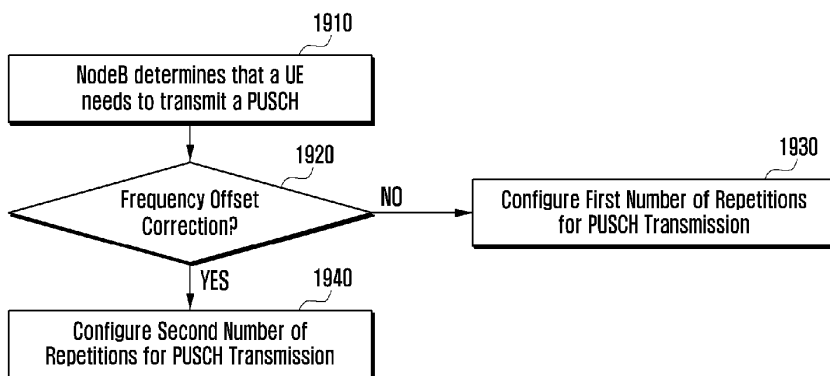 1910
NodeB determines that a UE
needs to transmit a PUSCH
1920
Frequency Offset
Correction?
NO
1930
Configure First Number of Repetitions
for PUSCH Transmission
YES
1940
Configure Second Number of
Repetitions for PUSCH Transmission